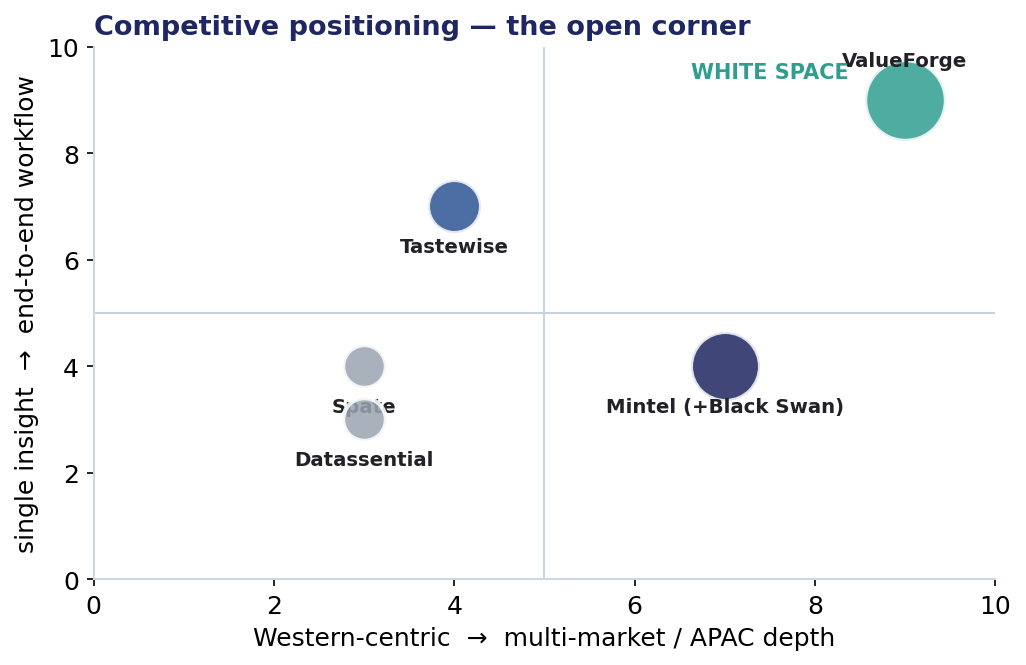 Competitive positioning — the open corner
10
ValueForge
WHITE SPACE
8
Tastewise
6
4
Spate
Mintel (+Black Swan)
Datassential
2
0
0 2 4 6 8 10
Western-centric → multi-market / APAC depth
single insight → end-to-end workflow